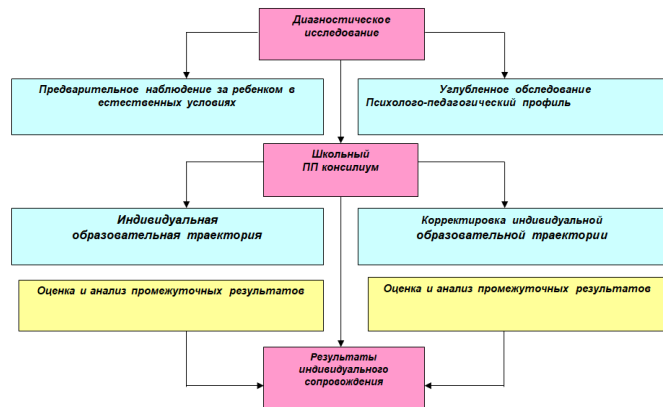 Диагностическое
исследование
Предварительное наблюдение за ребенком в
естественных условиях
Углубленное обследование
Психолого-педагогический профиль
Школьный
ПП консилиум
Индивидуальная
образовательная траектория
Корректировка индивидуальной
образовательной траектории
Оценка и анализ промежуточных результатов
Оценка и анализ промежуточных результатов
Результаты
индивидуального
сопровождения